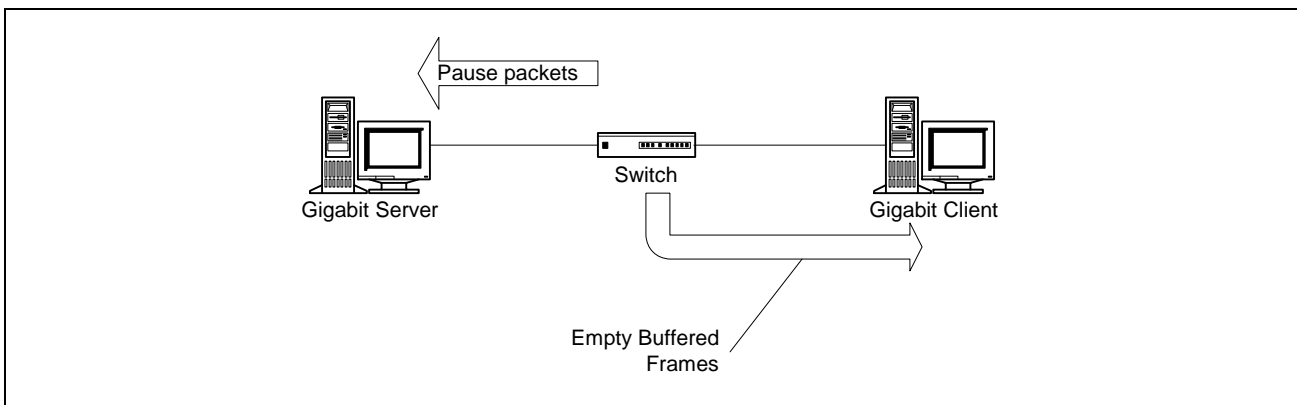 Pause packets
Switch
Gigabit Server
Gigabit Client
Empty Buffered
Frames